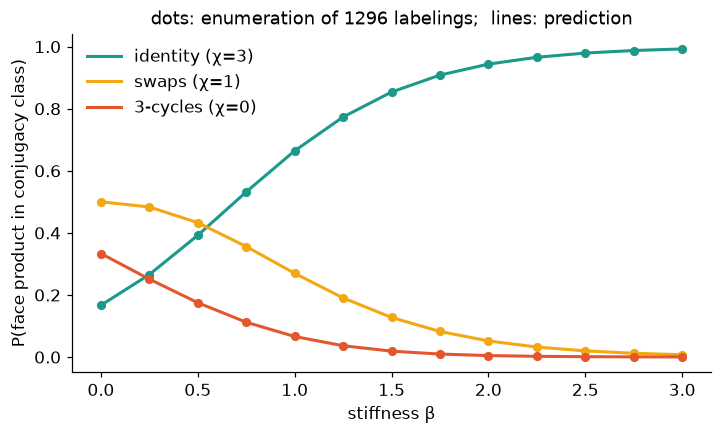 dots: enumeration of 1296 labelings;  lines: prediction
P(face product in conjugacy class)
1.0
0.8
0.6
0.4
0.2
0.0
identity (χ=3)
swaps (χ=1)
3-cycles (χ=0)
0.0 0.5 1.0 1.5 2.0 2.5 3.0
stiffness β